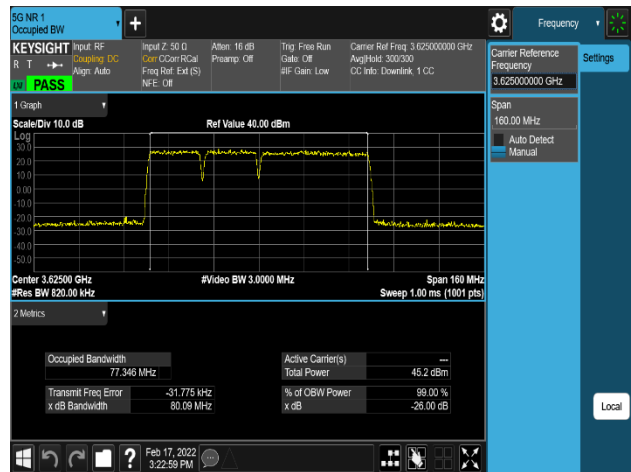 5G NR 1
Occupied BW
Frequency
KEYSIGHT
R T
LXI
PASS
Input: RF
Coupling: DC
Align: Auto
Input Z: 50 Ω
Corr CCorr RCal
Freq Ref: Ext (S)
NFE: Off
Atten: 16 dB
Preamp: Off
Trig: Free Run
Gate: Off
#IF Gain: Low
Carrier Ref Freq: 3.625000000 GHz
Avg|Hold: 300/300
CC Info: Downlink, 1 CC
Carrier Reference
Frequency
3.625000000 GHz
Settings
Span
160.00 MHz
Auto Detect
Manual
1 Graph
Scale/Div 10.0 dB
Ref Value 40.00 dBm
Log
30.0
20.0
10.0
0.00
-10.0
-20.0
-30.0
-40.0
-50.0
Center 3.62500 GHz
#Video BW 3.0000 MHz
Span 160 MHz
#Res BW 820.00 kHz
Sweep 1.00 ms (1001 pts)
2 Metrics
Occupied Bandwidth
77.346 MHz
Active Carrier(s)
---
Total Power
45.2 dBm
Transmit Freq Error
-31.775 kHz
% of OBW Power
99.00 %
x dB Bandwidth
80.09 MHz
x dB
-26.00 dB
Local
?
Feb 17, 2022
3:22:59 PM